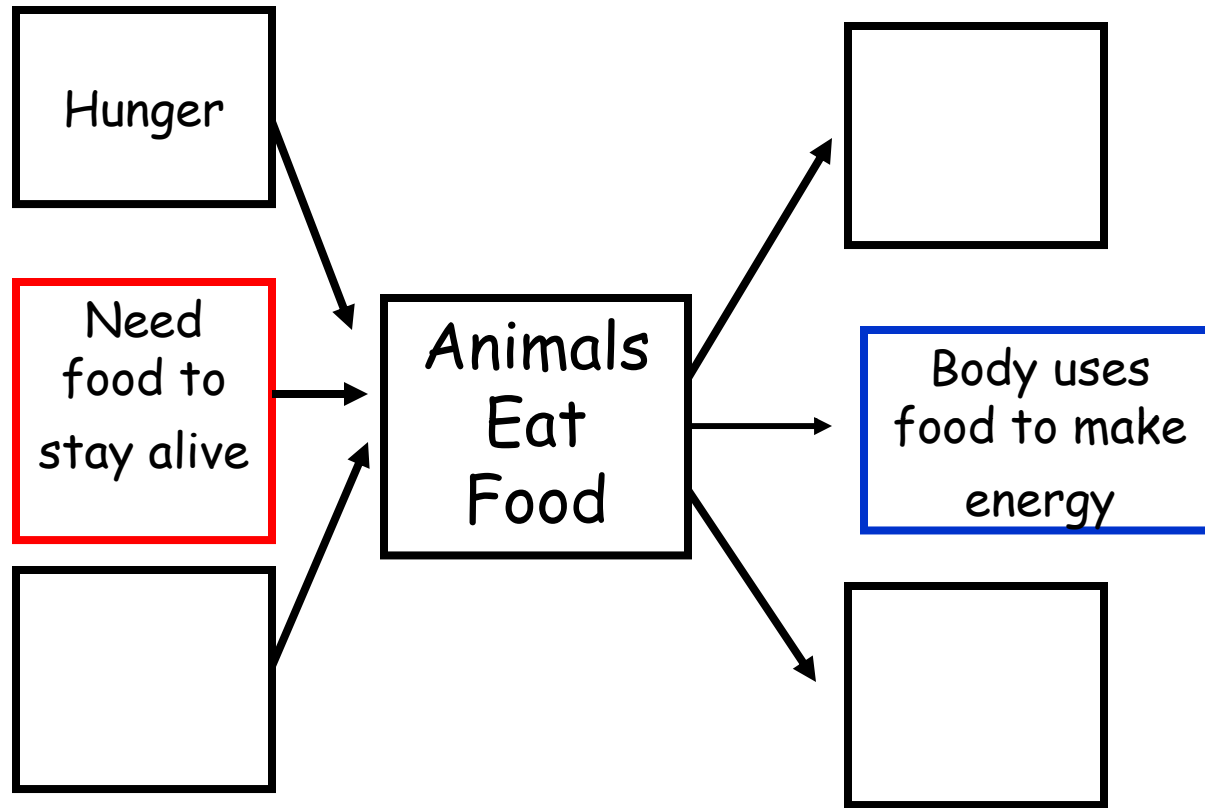 Hunger
Need
food to
stay alive
Animals
Eat
Food
Body uses
food to make
energy